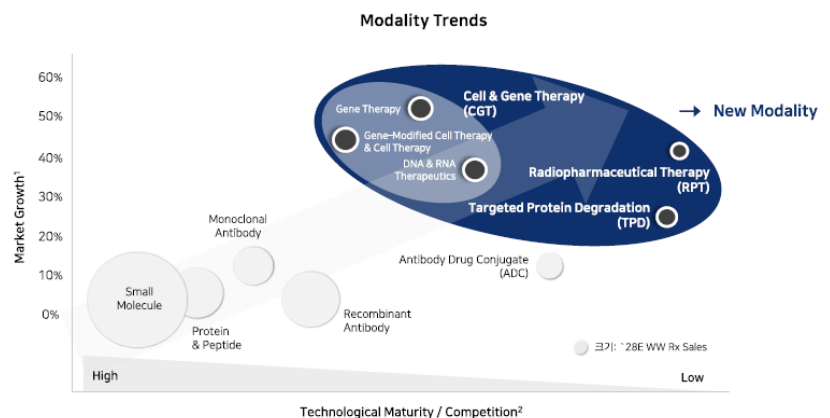 Modality Trends
Market Growth¹
60%
50%
40%
30%
20%
10%
0%
Gene Therapy
Cell & Gene Therapy
(CGT)
Gene-Modified Cell Therapy
& Cell Therapy
DNA & RNA
Therapeutics
→ New Modality
Radiopharmaceutical Therapy
(RPT)
Targeted Protein Degradation
(TPD)
Monoclonal
Antibody
Antibody Drug Conjugate
(ADC)
Small
Molecule
Protein
& Peptide
Recombinant
Antibody
크기: `28E WW Rx Sales
High
Low
Technological Maturity / Competition²